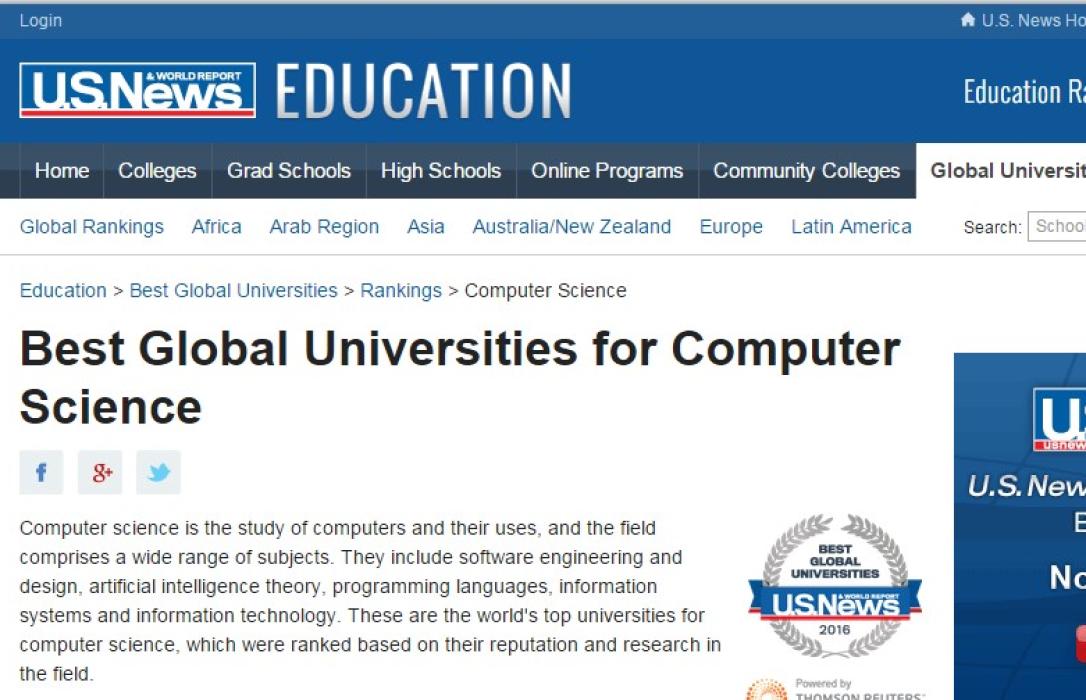 Login
U.S. News Ho
U.S. News & WORLD REPORT EDUCATION
Education Ra
Home Colleges Grad Schools High Schools Online Programs Community Colleges Global Universit
Global Rankings Africa Arab Region Asia Australia/New Zealand Europe Latin America Search: Schoo
Education > Best Global Universities > Rankings > Computer Science
Best Global Universities for Computer
Science
f g+
Computer science is the study of computers and their uses, and the field
comprises a wide range of subjects. They include software engineering and
design, artificial intelligence theory, programming languages, information
systems and information technology. These are the world's top universities for
computer science, which were ranked based on their reputation and research in
the field.
BEST
GLOBAL
UNIVERSITIES
U.S. News & WORLD REPORT
2016
Powered by
THOMSON REUTERS
U.S
usnew
U.S. New
E
No